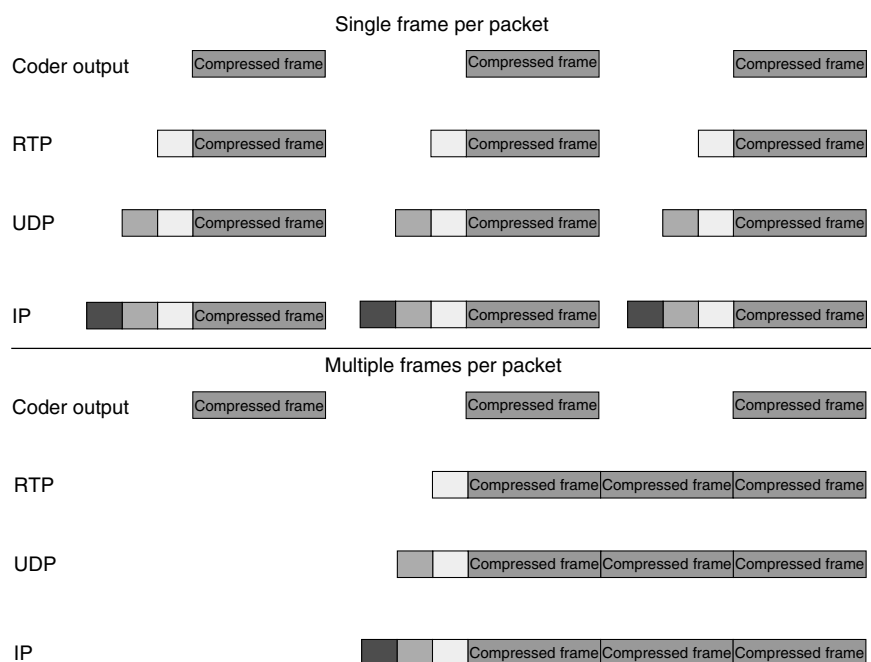 Single frame per packet
Coder output Compressed frame Compressed frame Compressed frame
RTP Compressed frame Compressed frame Compressed frame
UDP Compressed frame Compressed frame Compressed frame
IP Compressed frame Compressed frame Compressed frame
Multiple frames per packet
Coder output Compressed frame Compressed frame Compressed frame
RTP Compressed frame Compressed frame Compressed frame
UDP Compressed frame Compressed frame Compressed frame
IP Compressed frame Compressed frame Compressed frame